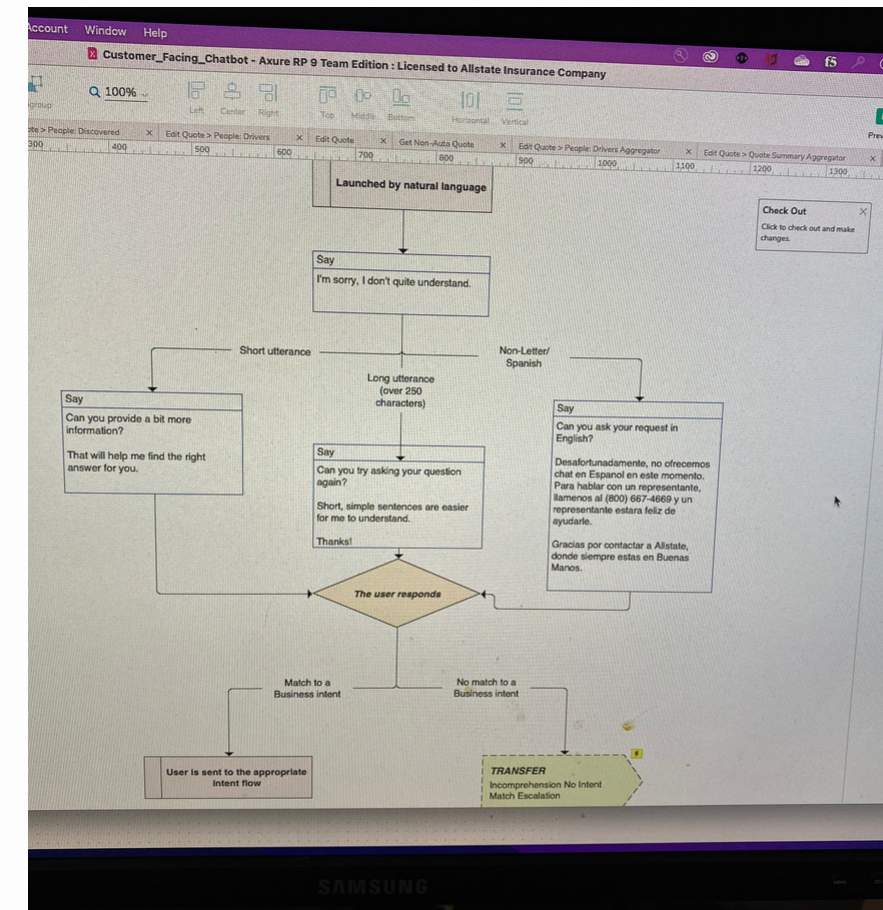 Account Window Help
Customer_Facing_Chatbot - Axure RP 9 Team Edition : Licensed to Allstate Insurance Company
100%
Left Center Right Top Middle Bottom Horizontal Vertical
Prev
People: Discovered Edit Quote > People: Drivers Edit Quote Get Non-Auto Quote Edit Quote > People: Drivers Aggregator Edit Quote > Quote Summary Aggregator
300 400 500 600 700 800 900 1000 1100 1200 1300
Launched by natural language
Check Out
Click to check out and make
changes.
Say
I'm sorry, I don't quite understand.
Short utterance
Long utterance
(over 250
characters)
Non-Letter/
Spanish
Say
Can you provide a bit more
information?
That will help me find the right
answer for you.
Say
Can you try asking your question
again?
Short, simple sentences are easier
for me to understand.
Thanks!
Say
Can you ask your request in
English?
Desafortunadamente, no ofrecemos
chat en Espanol en este momento.
Para hablar con un representante,
llamenos al (800) 667-4669 y un
representante estara feliz de
ayudarle.
Gracias por contactar a Allstate,
donde siempre estas en Buenas
Manos.
The user responds
Match to a
Business intent
No match to a
Business intent
User is sent to the appropriate
Intent flow
TRANSFER
Incomprehension No Intent
Match Escalation
SAMSUNG